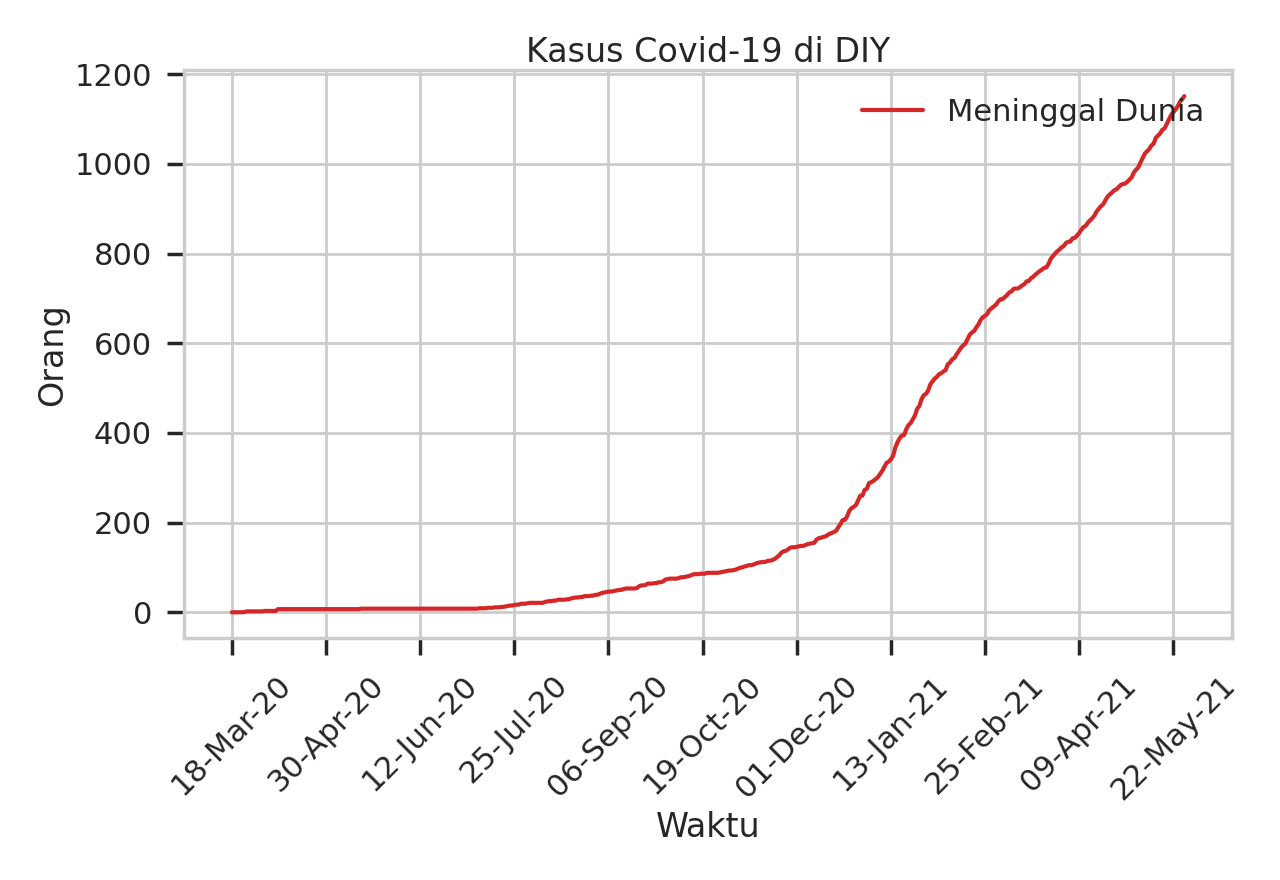 Kasus Covid-19 di DIY
Meninggal Dunia
Orang
1200
1000
800
600
400
200
0
18-Mar-20
30-Apr-20
12-Jun-20
25-Jul-20
06-Sep-20
19-Oct-20
01-Dec-20
13-Jan-21
25-Feb-21
09-Apr-21
22-May-21
Waktu